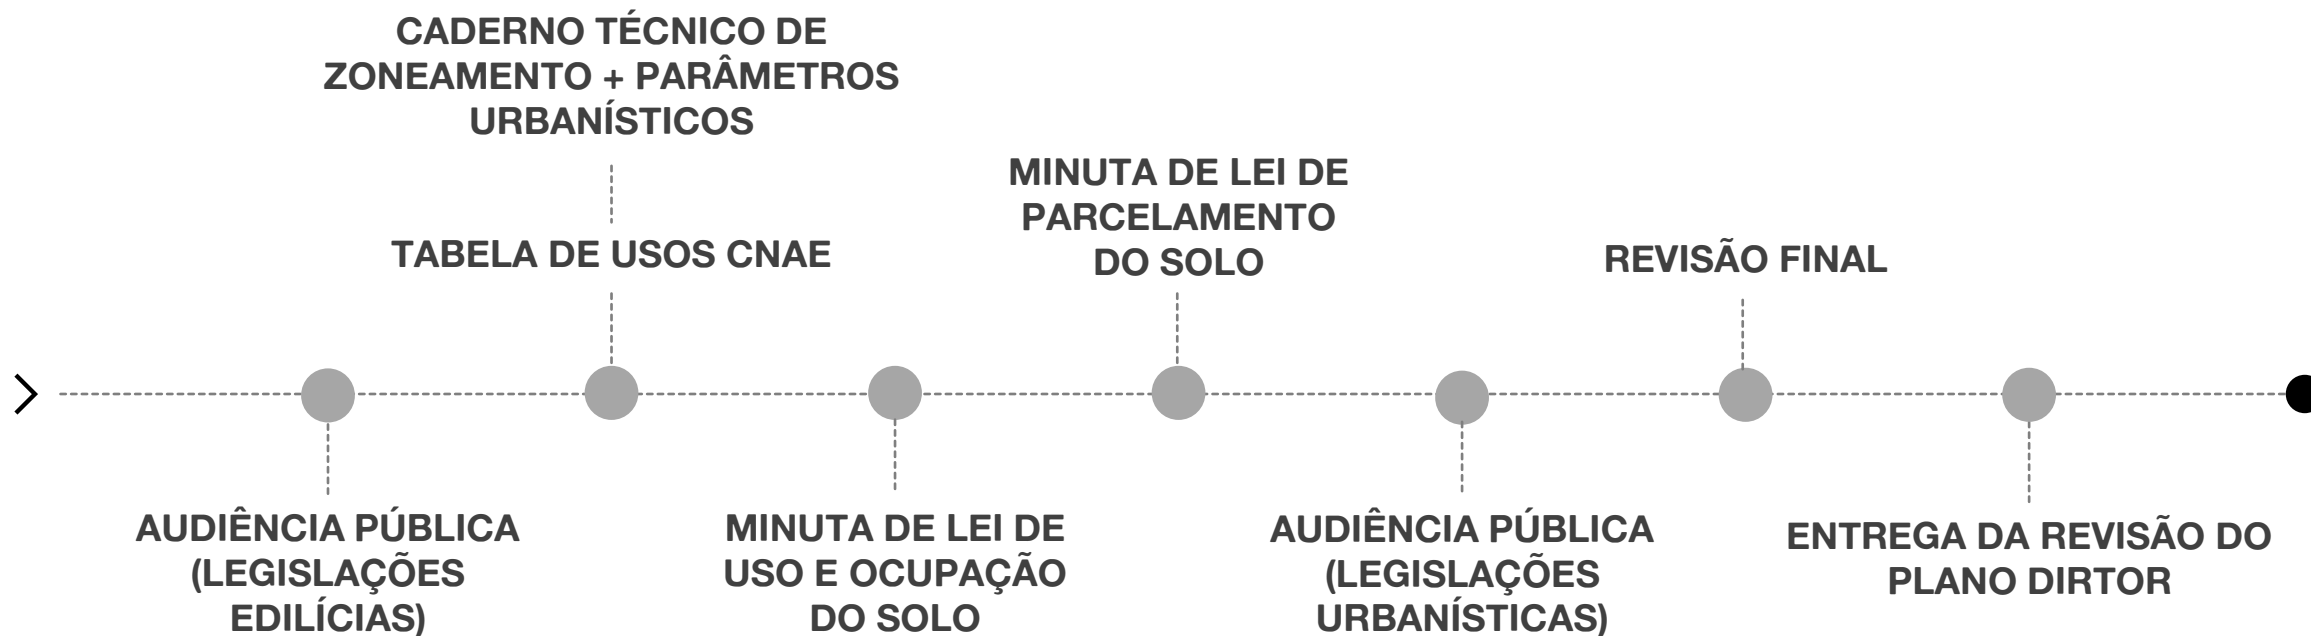 CADERNO TÉCNICO DE
ZONEAMENTO + PARÂMETROS
URBANÍSTICOS
TABELA DE USOS CNAE
MINUTA DE LEI DE
PARCELAMENTO
DO SOLO
REVISÃO FINAL
AUDIÊNCIA PÚBLICA
(LEGISLAÇÕES
EDILÍCIAS)
MINUTA DE LEI DE
USO E OCUPAÇÃO
DO SOLO
AUDIÊNCIA PÚBLICA
(LEGISLAÇÕES
URBANÍSTICAS)
ENTREGA DA REVISÃO DO
PLANO DIRTOR